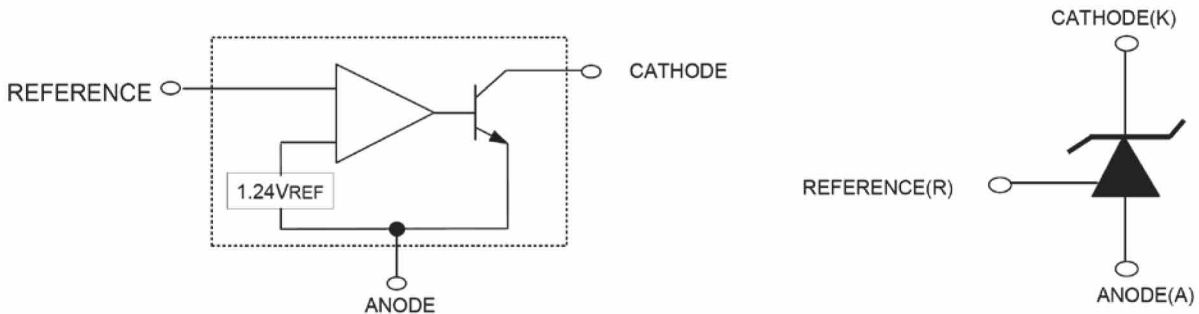 REFERENCE
CATHODE
1.24VREF
ANODE
CATHODE(K)
REFERENCE(R)
ANODE(A)